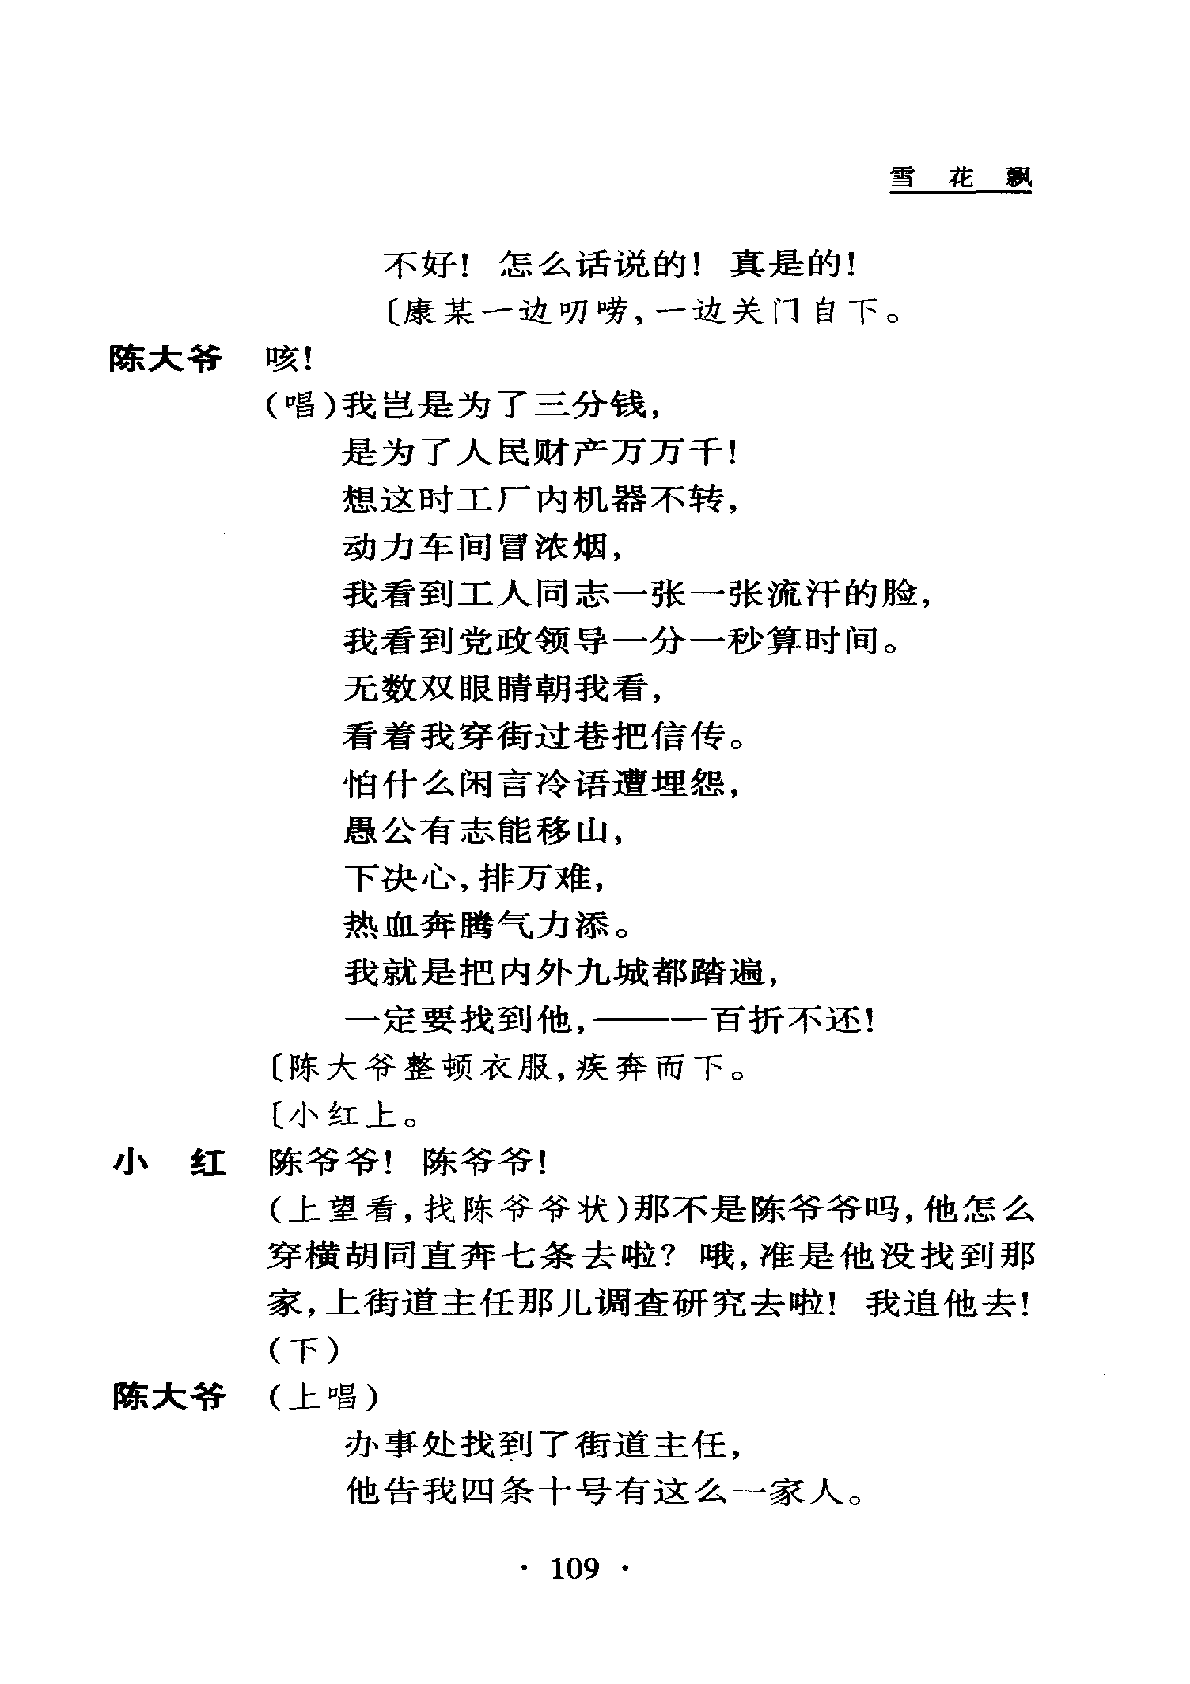 雪花飘
不好！怎么话说的！真是的！
〔康某一边叨唠，一边关门自下。
陈大爷 咳！
（唱）我岂是为了三分钱，
是为了人民财产万万千！
想这时工厂内机器不转，
动力车间冒浓烟，
我看到工人同志一张一张流汗的脸，
我看到党政领导一分一秒算时间。
无数双眼睛朝我看，
看着我穿街过巷把信传。
怕什么闲言冷语遭埋怨，
愚公有志能移山，
下决心，排万难，
热血奔腾气力添。
我就是把内外九城都踏遍，
一定要找到他，———百折不还！
〔陈大爷整顿衣服，疾奔而下。
〔小红上。
小红 陈爷爷！陈爷爷！
（上望看，找陈爷爷状）那不是陈爷爷吗，他怎么
穿横胡同直奔七条去啦？哦，准是他没找到那
家，上街道主任那儿调查研究去啦！我追他去！
（下）
陈大爷 （上唱）
办事处找到了街道主任，
他告我四条十号有这么一家人。
· 109 ·